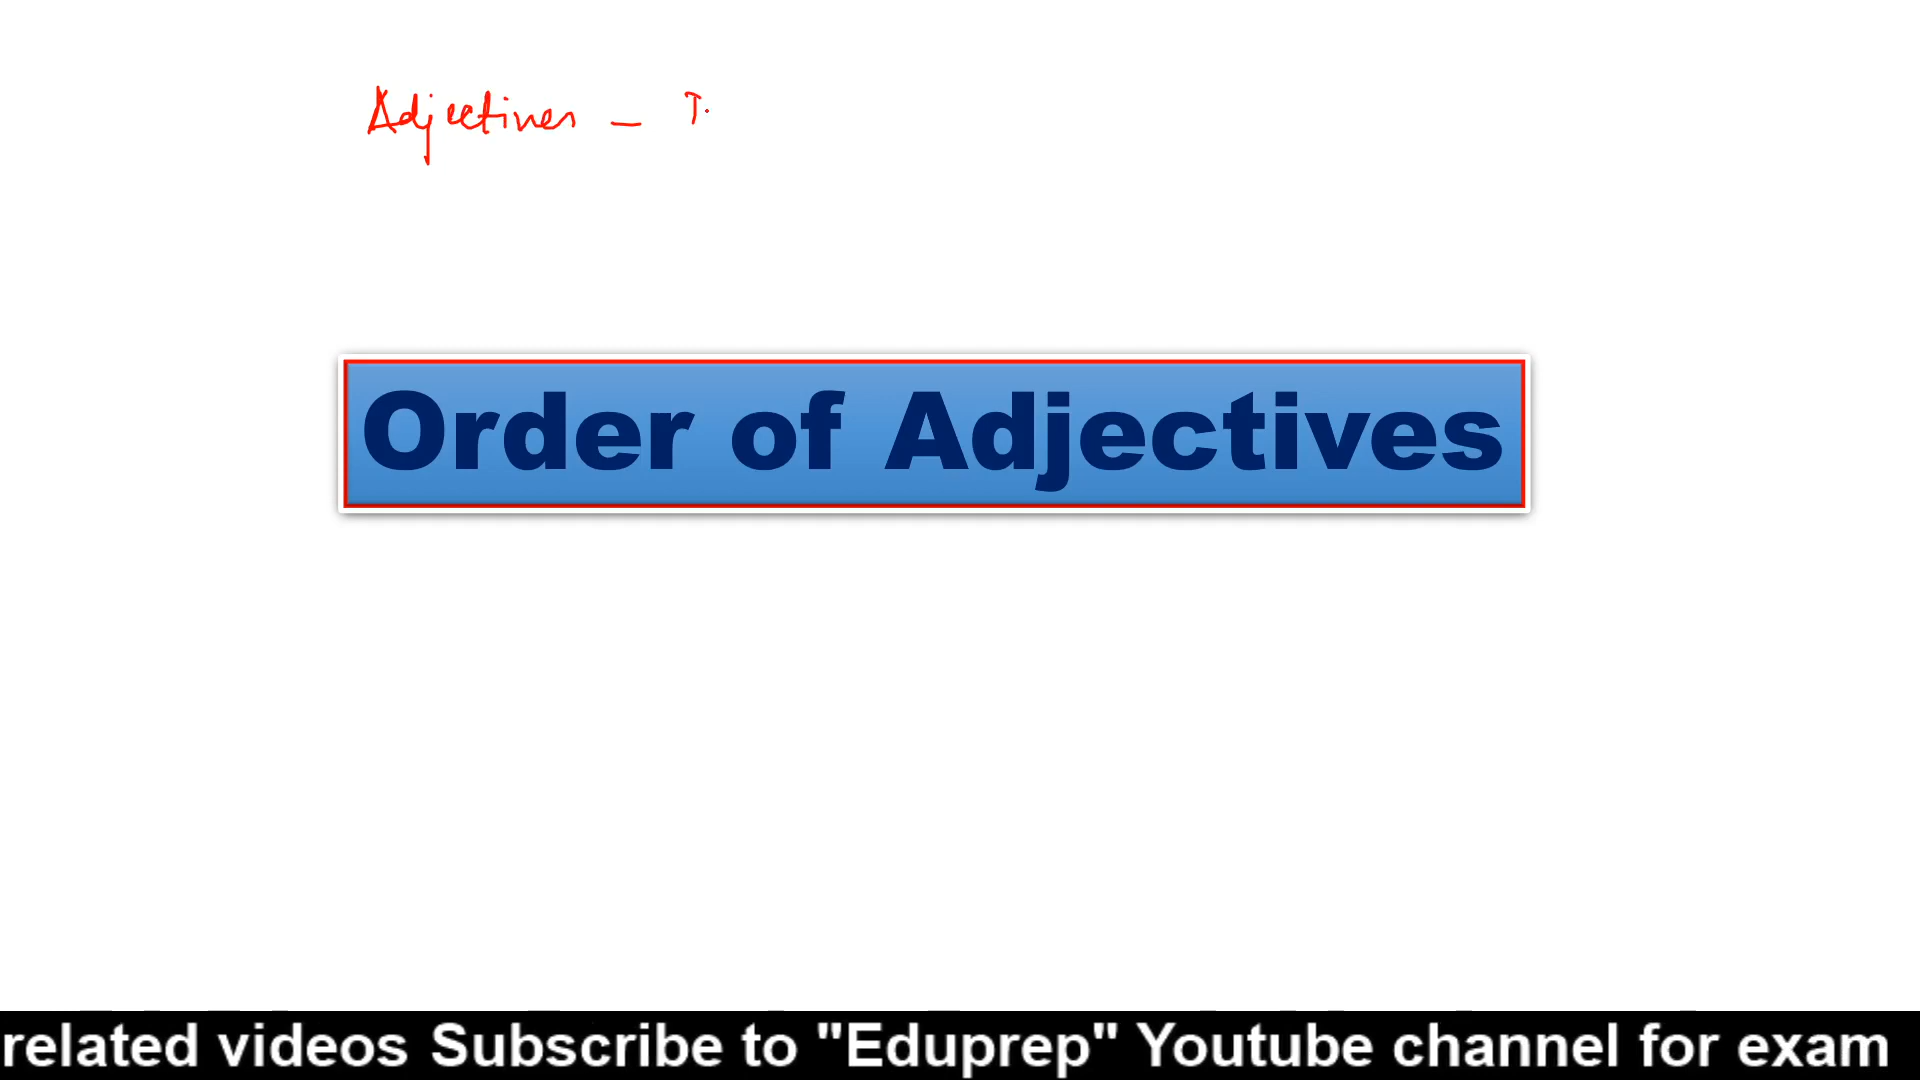 Adjectives -
Order of Adjectives
related videos Subscribe to "Eduprep" Youtube channel for exam